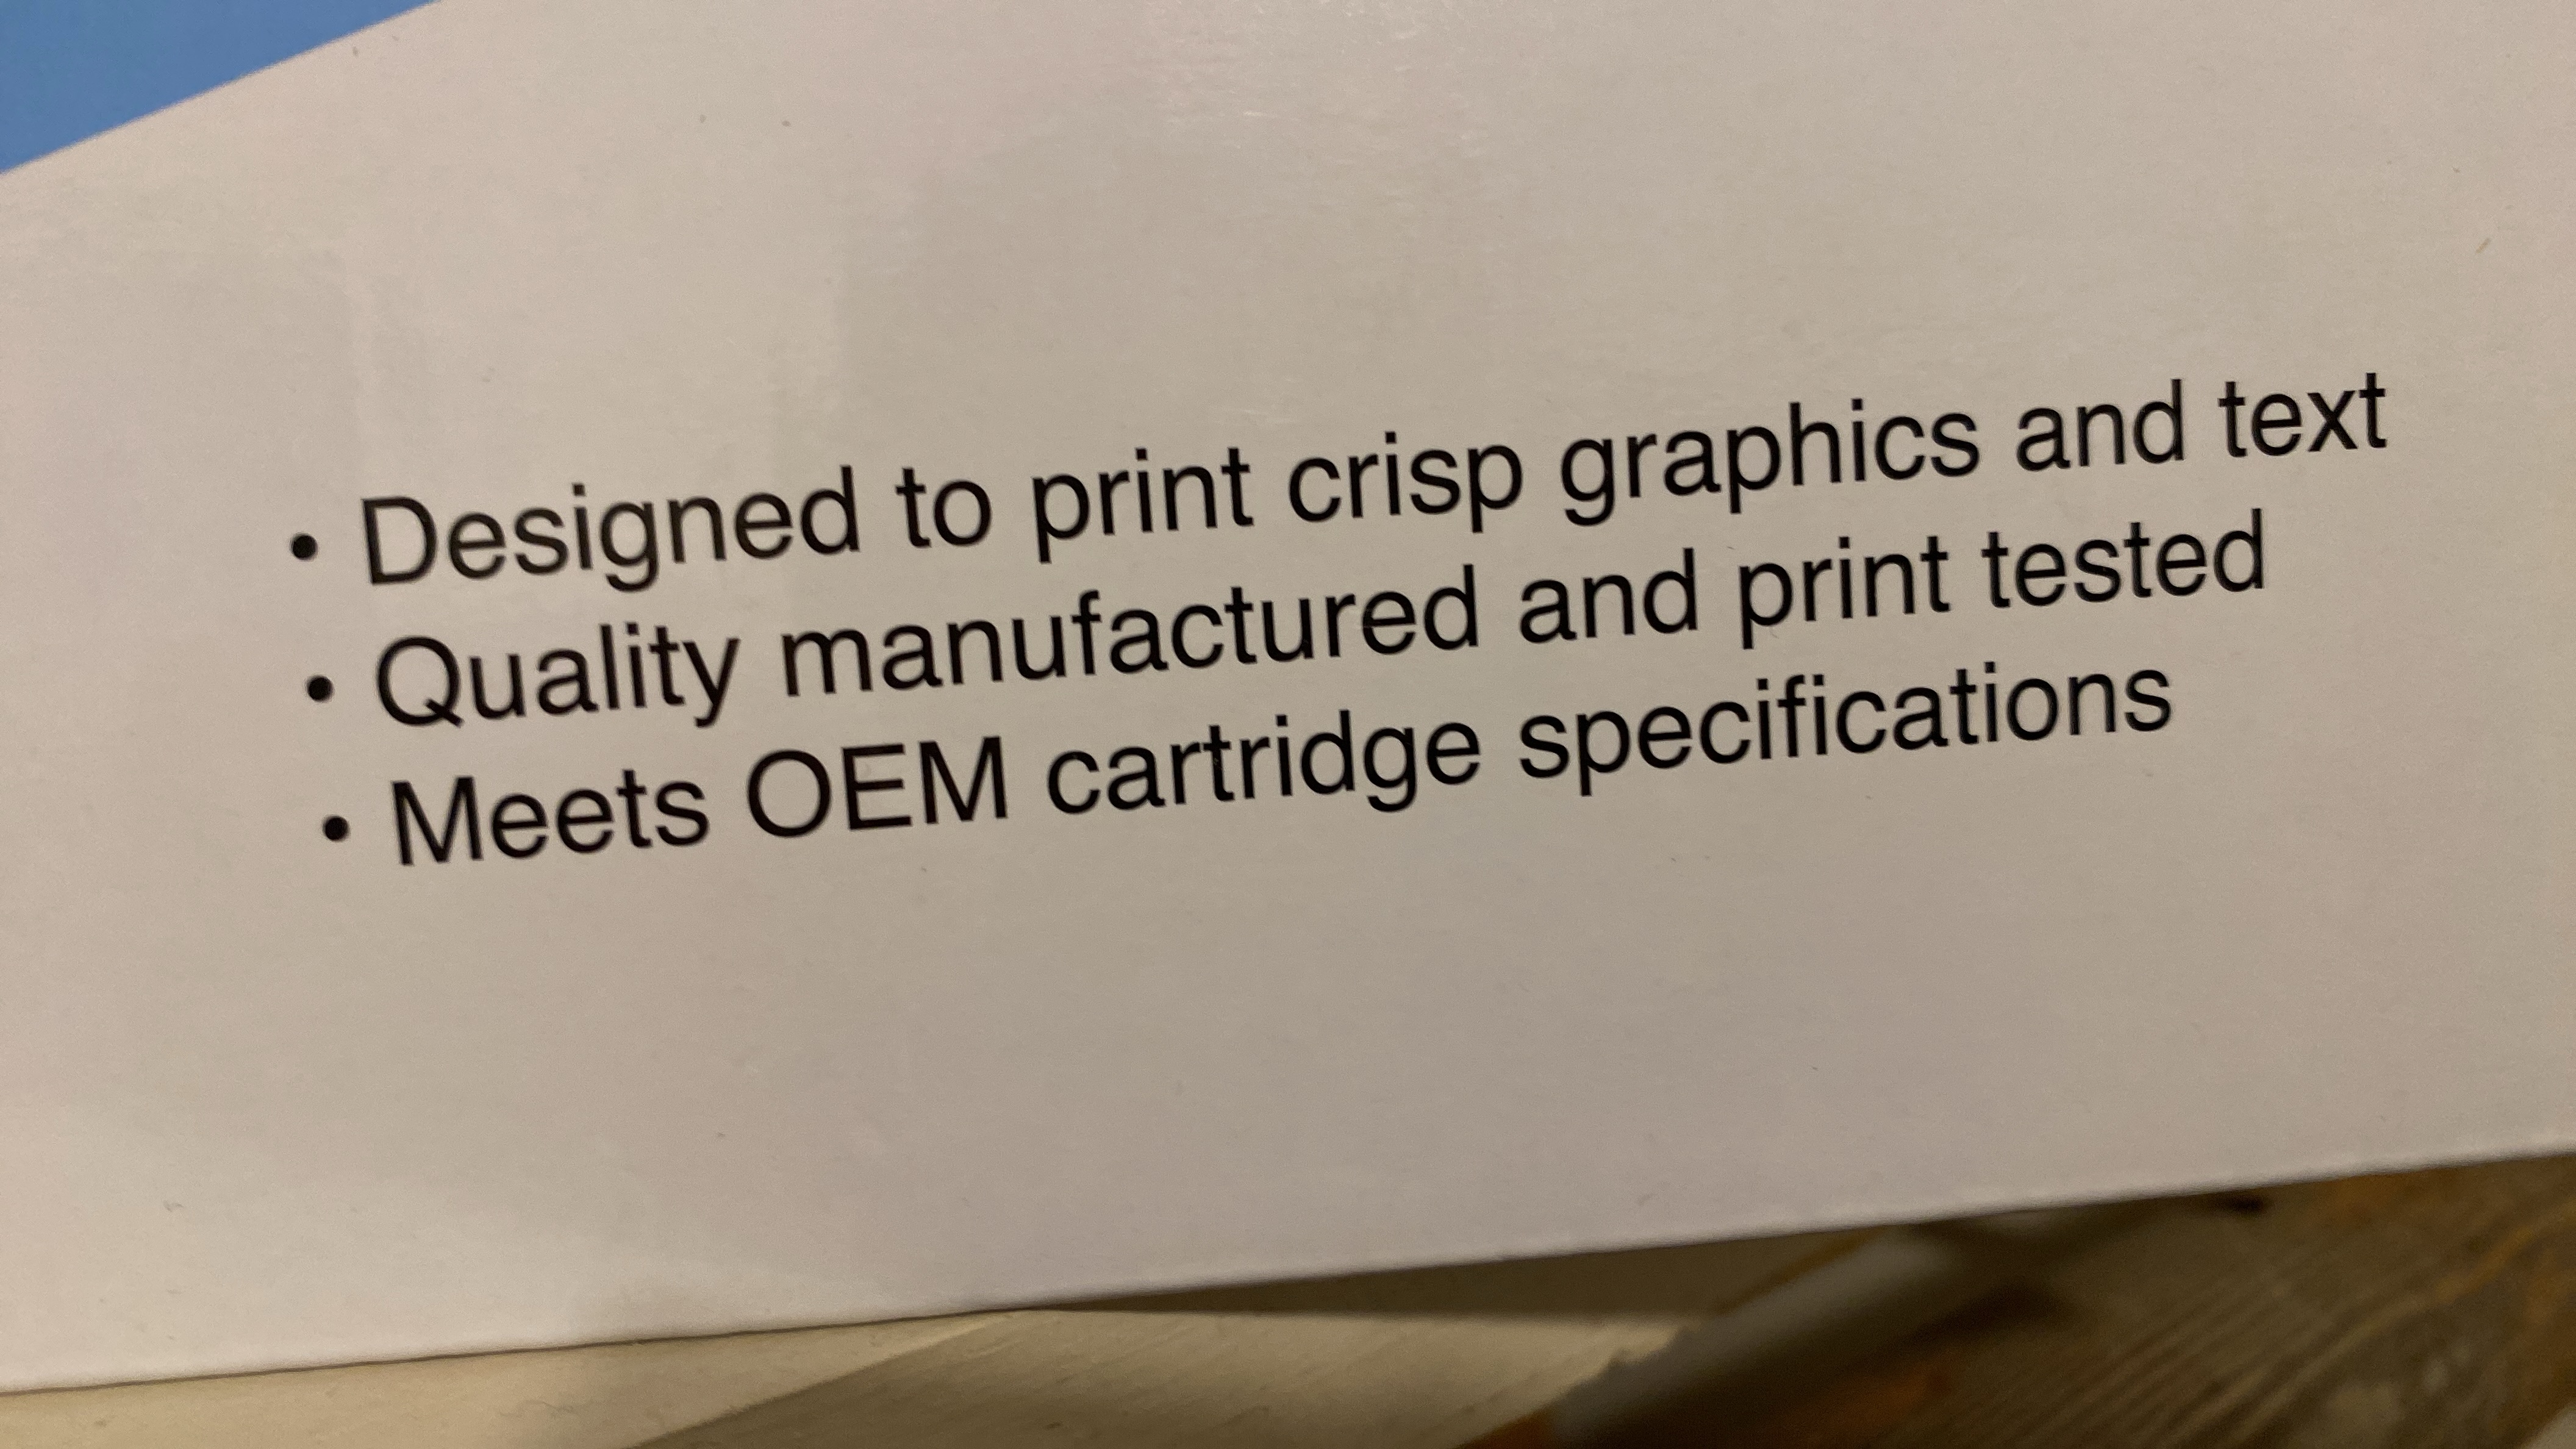 • Designed to print crisp graphics and text
• Quality manufactured and print tested
• Meets OEM cartridge specifications